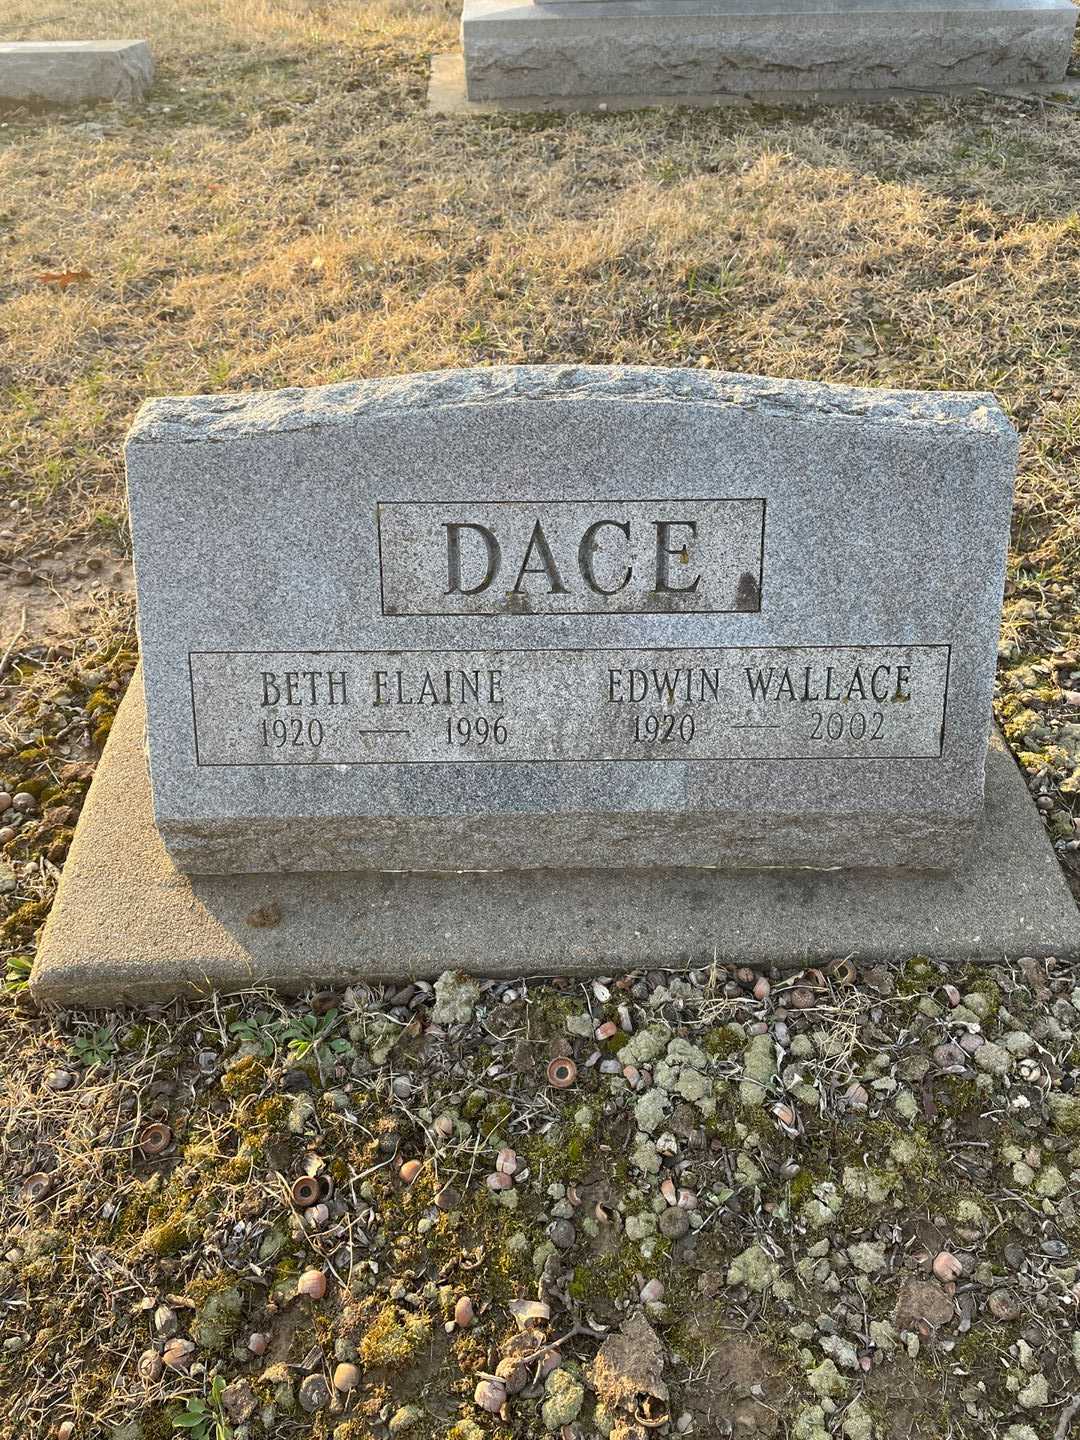 DACE
BETH ELAINE
1920 — 1996
EDWIN WALLACE
1920 — 2002